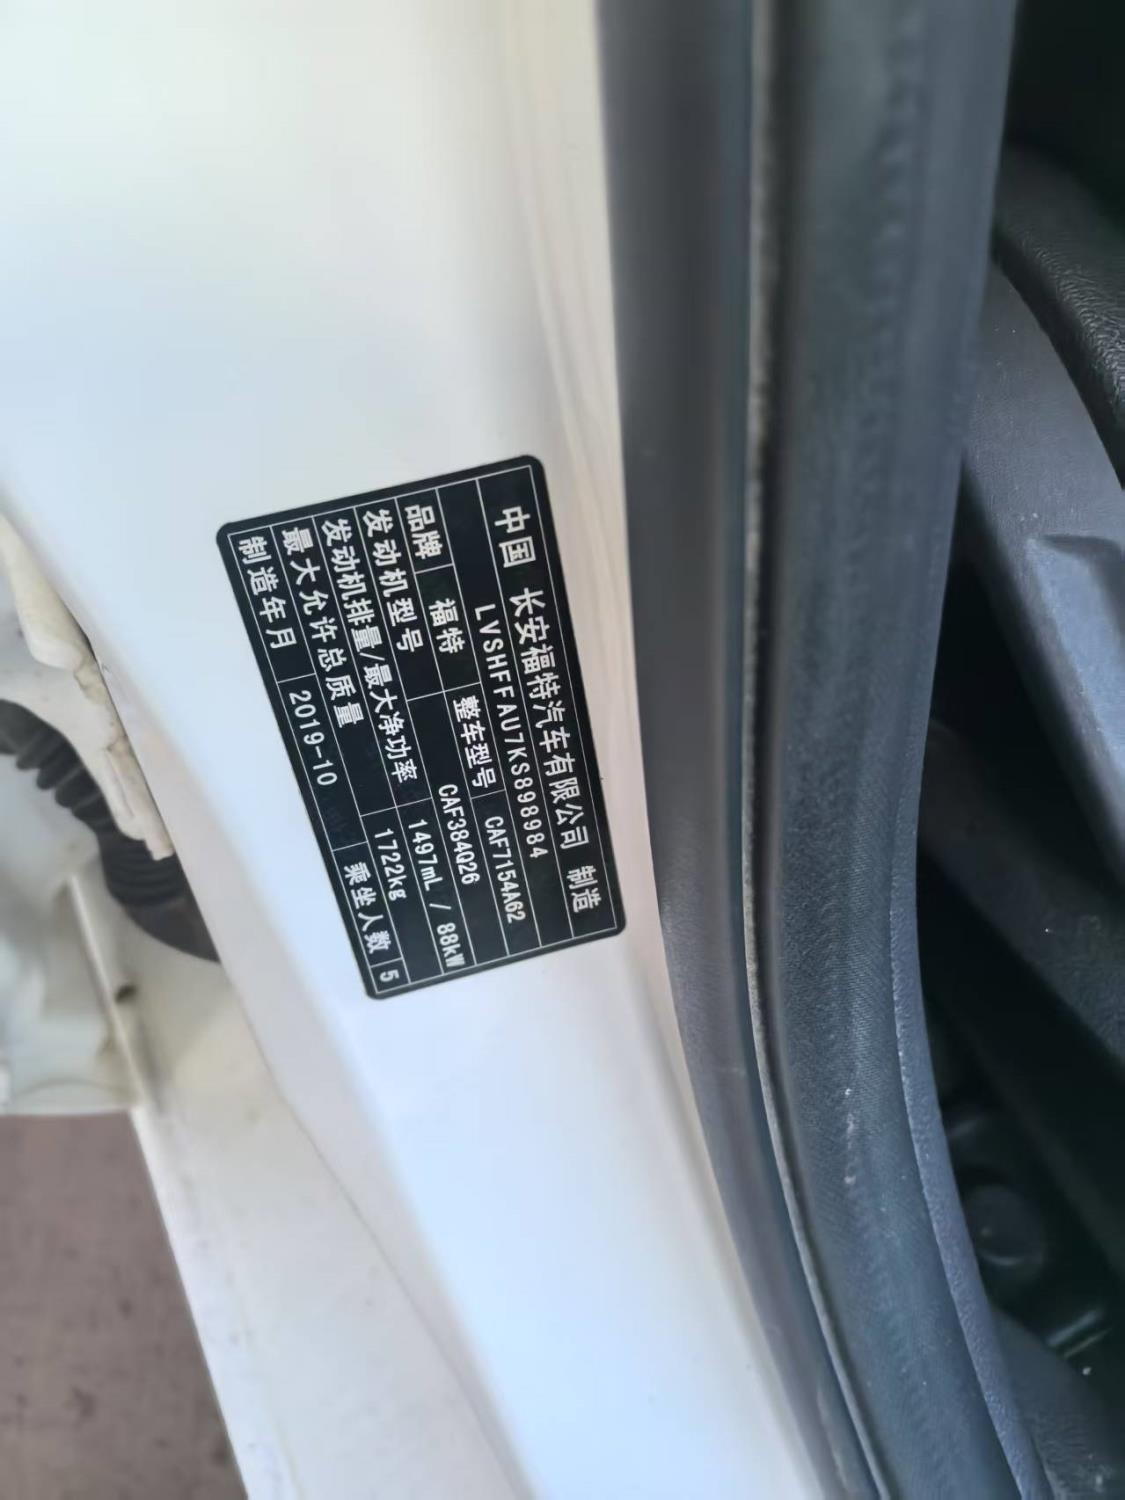 中国 长安福特汽车有限公司 制造
LVSHFFAU7KS898984
品牌 福特 整车型号 CAF7154A62
发动机型号 CAF384Q26
发动机排量/最大净功率 1497mL / 88kW
最大允许总质量 1722kg
制造年月 2019-10 乘坐人数 5